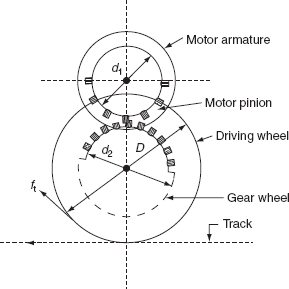 Motor armature
d1
Motor pinion
Driving wheel
d2
D
ft
Gear wheel
Track